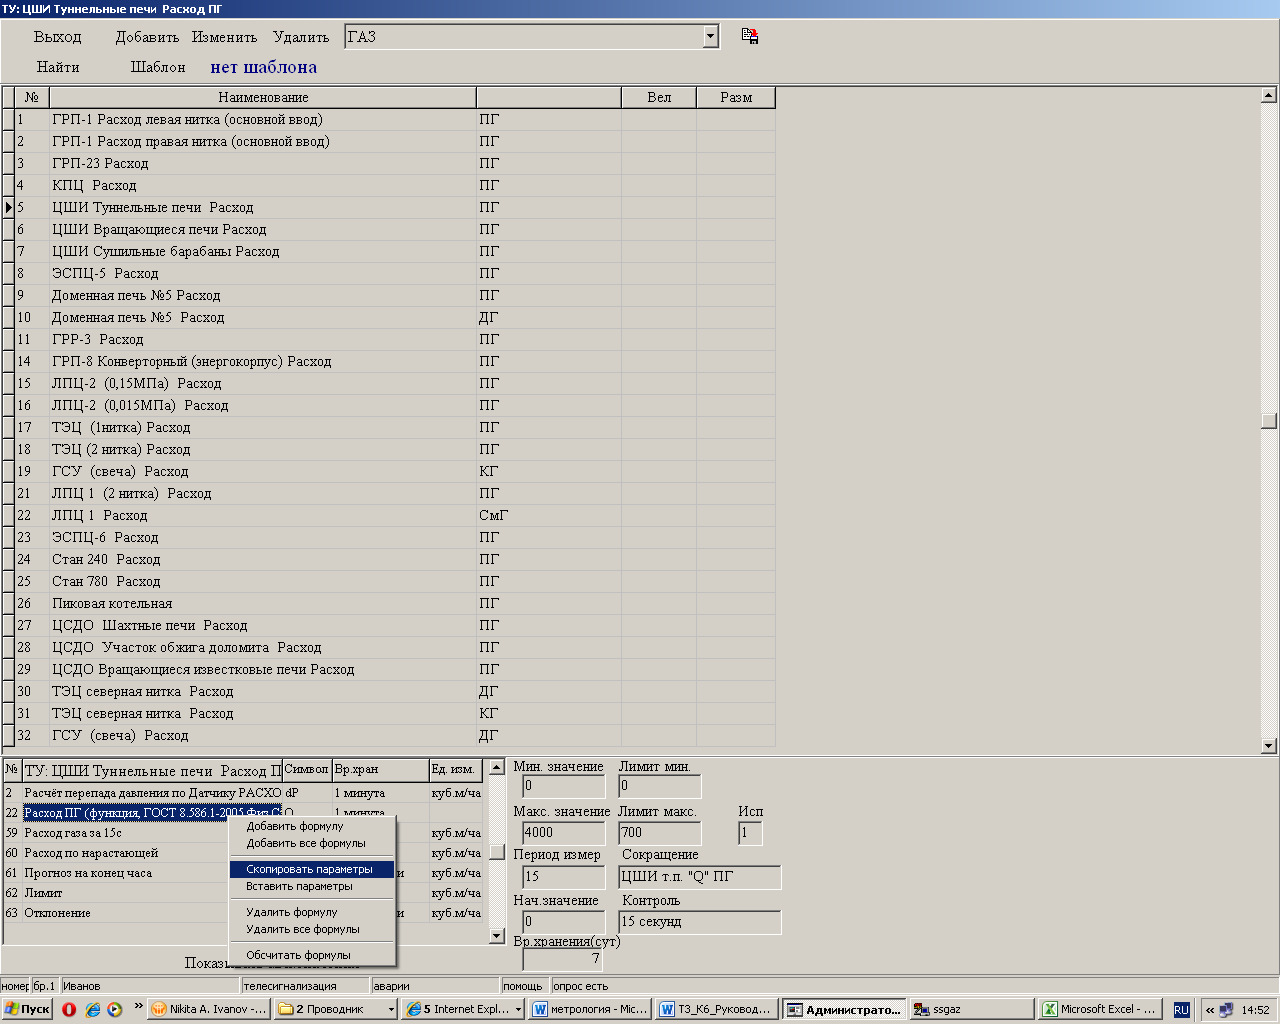 ТУ: ЦШИ Туннельные печи  Расход ПГ
Выход Добавить Изменить Удалить ГАЗ
Найти Шаблон нет шаблона
№ Наименование Вел Разм
1 ГРП-1 Расход левая нитка (основной ввод) ПГ
2 ГРП-1 Расход правая нитка (основной ввод) ПГ
3 ГРП-23 Расход ПГ
4 КПЦ  Расход ПГ
5 ЦШИ Туннельные печи  Расход ПГ
6 ЦШИ Вращающиеся печи Расход ПГ
7 ЦШИ Сушильные барабаны Расход ПГ
8 ЭСПЦ-5  Расход ПГ
9 Доменная печь №5 Расход ПГ
10 Доменная печь №5  Расход ДГ
11 ГРР-3  Расход ПГ
14 ГРП-8 Конверторный (энергокорпус) Расход ПГ
15 ЛПЦ-2  (0,15МПа)  Расход ПГ
16 ЛПЦ-2  (0,015МПа)  Расход ПГ
17 ТЭЦ  (1нитка) Расход ПГ
18 ТЭЦ (2 нитка) Расход ПГ
19 ГСУ  (свеча)  Расход КГ
21 ЛПЦ 1  (2 нитка)  Расход ПГ
22 ЛПЦ 1  Расход СмГ
23 ЭСПЦ-6  Расход ПГ
24 Стан 240  Расход ПГ
25 Стан 780  Расход ПГ
26 Пиковая котельная ПГ
27 ЦСДО  Шахтные печи  Расход ПГ
28 ЦСДО  Участок обжига доломита  Расход ПГ
29 ЦСДО Вращающиеся известковые печи Расход ПГ
30 ТЭЦ северная нитка  Расход ДГ
31 ТЭЦ северная нитка  Расход КГ
32 ГСУ  (свеча)  Расход ДГ
№ ТУ: ЦШИ Туннельные печи  Расход П Символ Вр.хран Ед. изм.
2 Расчёт перепада давления по Датчику РАСХО dP 1 минута куб.м/ча
22 Расход ПГ (функция, ГОСТ 8.586.1-2005 Физ.С Q 1 минута
59 Расход газа за 15с куб.м/ча
60 Расход по нарастающей куб.м/ча
61 Прогноз на конец часа и куб.м/ча
62 Лимит куб.м/ча
63 Отклонение и куб.м/ча
Добавить формулу
Добавить все формулы
Скопировать параметры
Вставить параметры
Удалить формулу
Удалить все формулы
Обсчитать формулы
Мин. значение Лимит мин.
0 0
Макс. значение Лимит макс. Исп
4000 700 1
Период измер Сокращение
15 ЦШИ т.п. "Q" ПГ
Нач.значение Контроль
0 15 секунд
Вр.хранения(сут)
7
номер бр.1 Иванов телесигнализация аварии помощь опрос есть
Пуск » Nikita A. Ivanov -... 2 Проводник 5 Internet Expl... метрология - Mic... ТЗ_К6_Руковод... Администрато... ssgaz Microsoft Excel - ... RU « 14:52